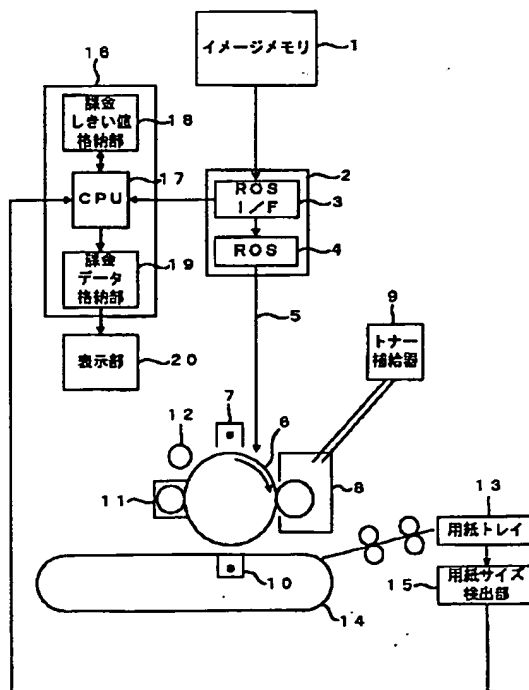 イメージメモリ
1
16
課金
しきい値
格納部
18
17
CPU
2
ROS
I/F
3
ROS
4
課金
データ
格納部
19
5
9
トナー
補給器
表示部
20
7
12
6
11
8
13
用紙トレイ
10
14
15
用紙サイズ
検出部